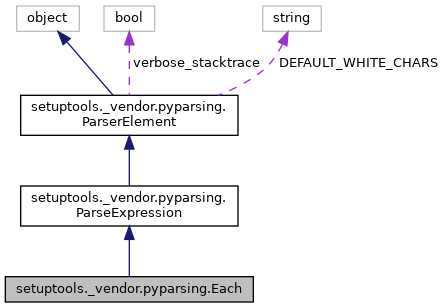 object
bool
string
verbose_stacktrace
DEFAULT_WHITE_CHARS
setuptools._vendor.pyparsing.
ParserElement
setuptools._vendor.pyparsing.
ParseExpression
setuptools._vendor.pyparsing.Each